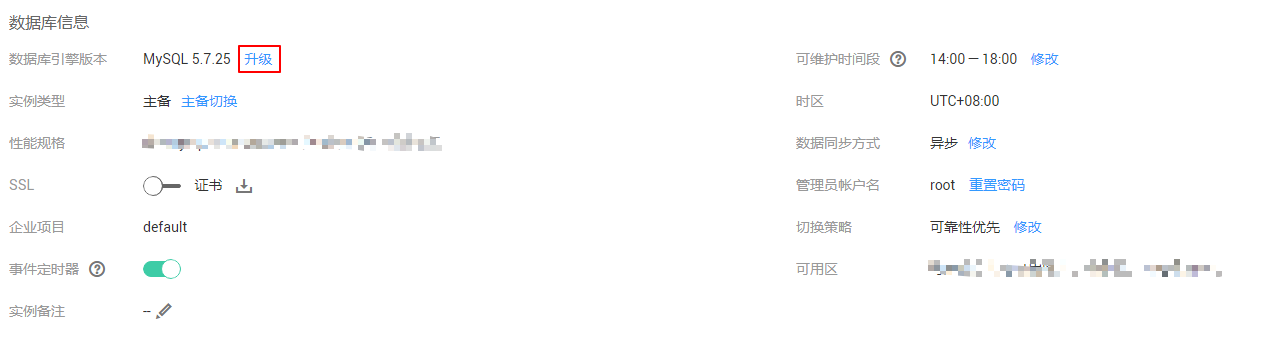 数据库信息
数据库引擎版本 MySQL 5.7.25 升级 可维护时间段 14:00 — 18:00 修改
实例类型 主备 主备切换 时区 UTC+08:00
性能规格 数据同步方式 异步 修改
SSL 证书 管理员帐户名 root 重置密码
企业项目 default 切换策略 可靠性优先 修改
事件定时器 可用区
实例备注 --